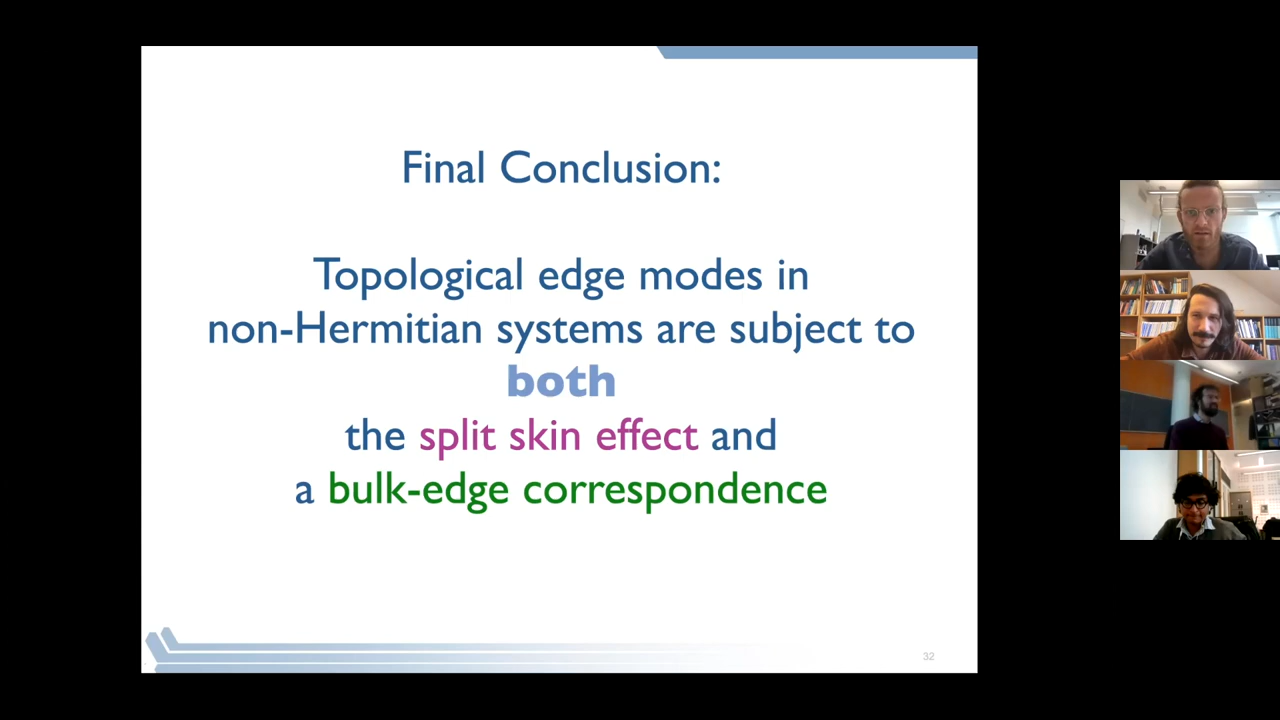 Final Conclusion:
Topological edge modes in
non-Hermitian systems are subject to
both
the split skin effect and
a bulk-edge correspondence
32